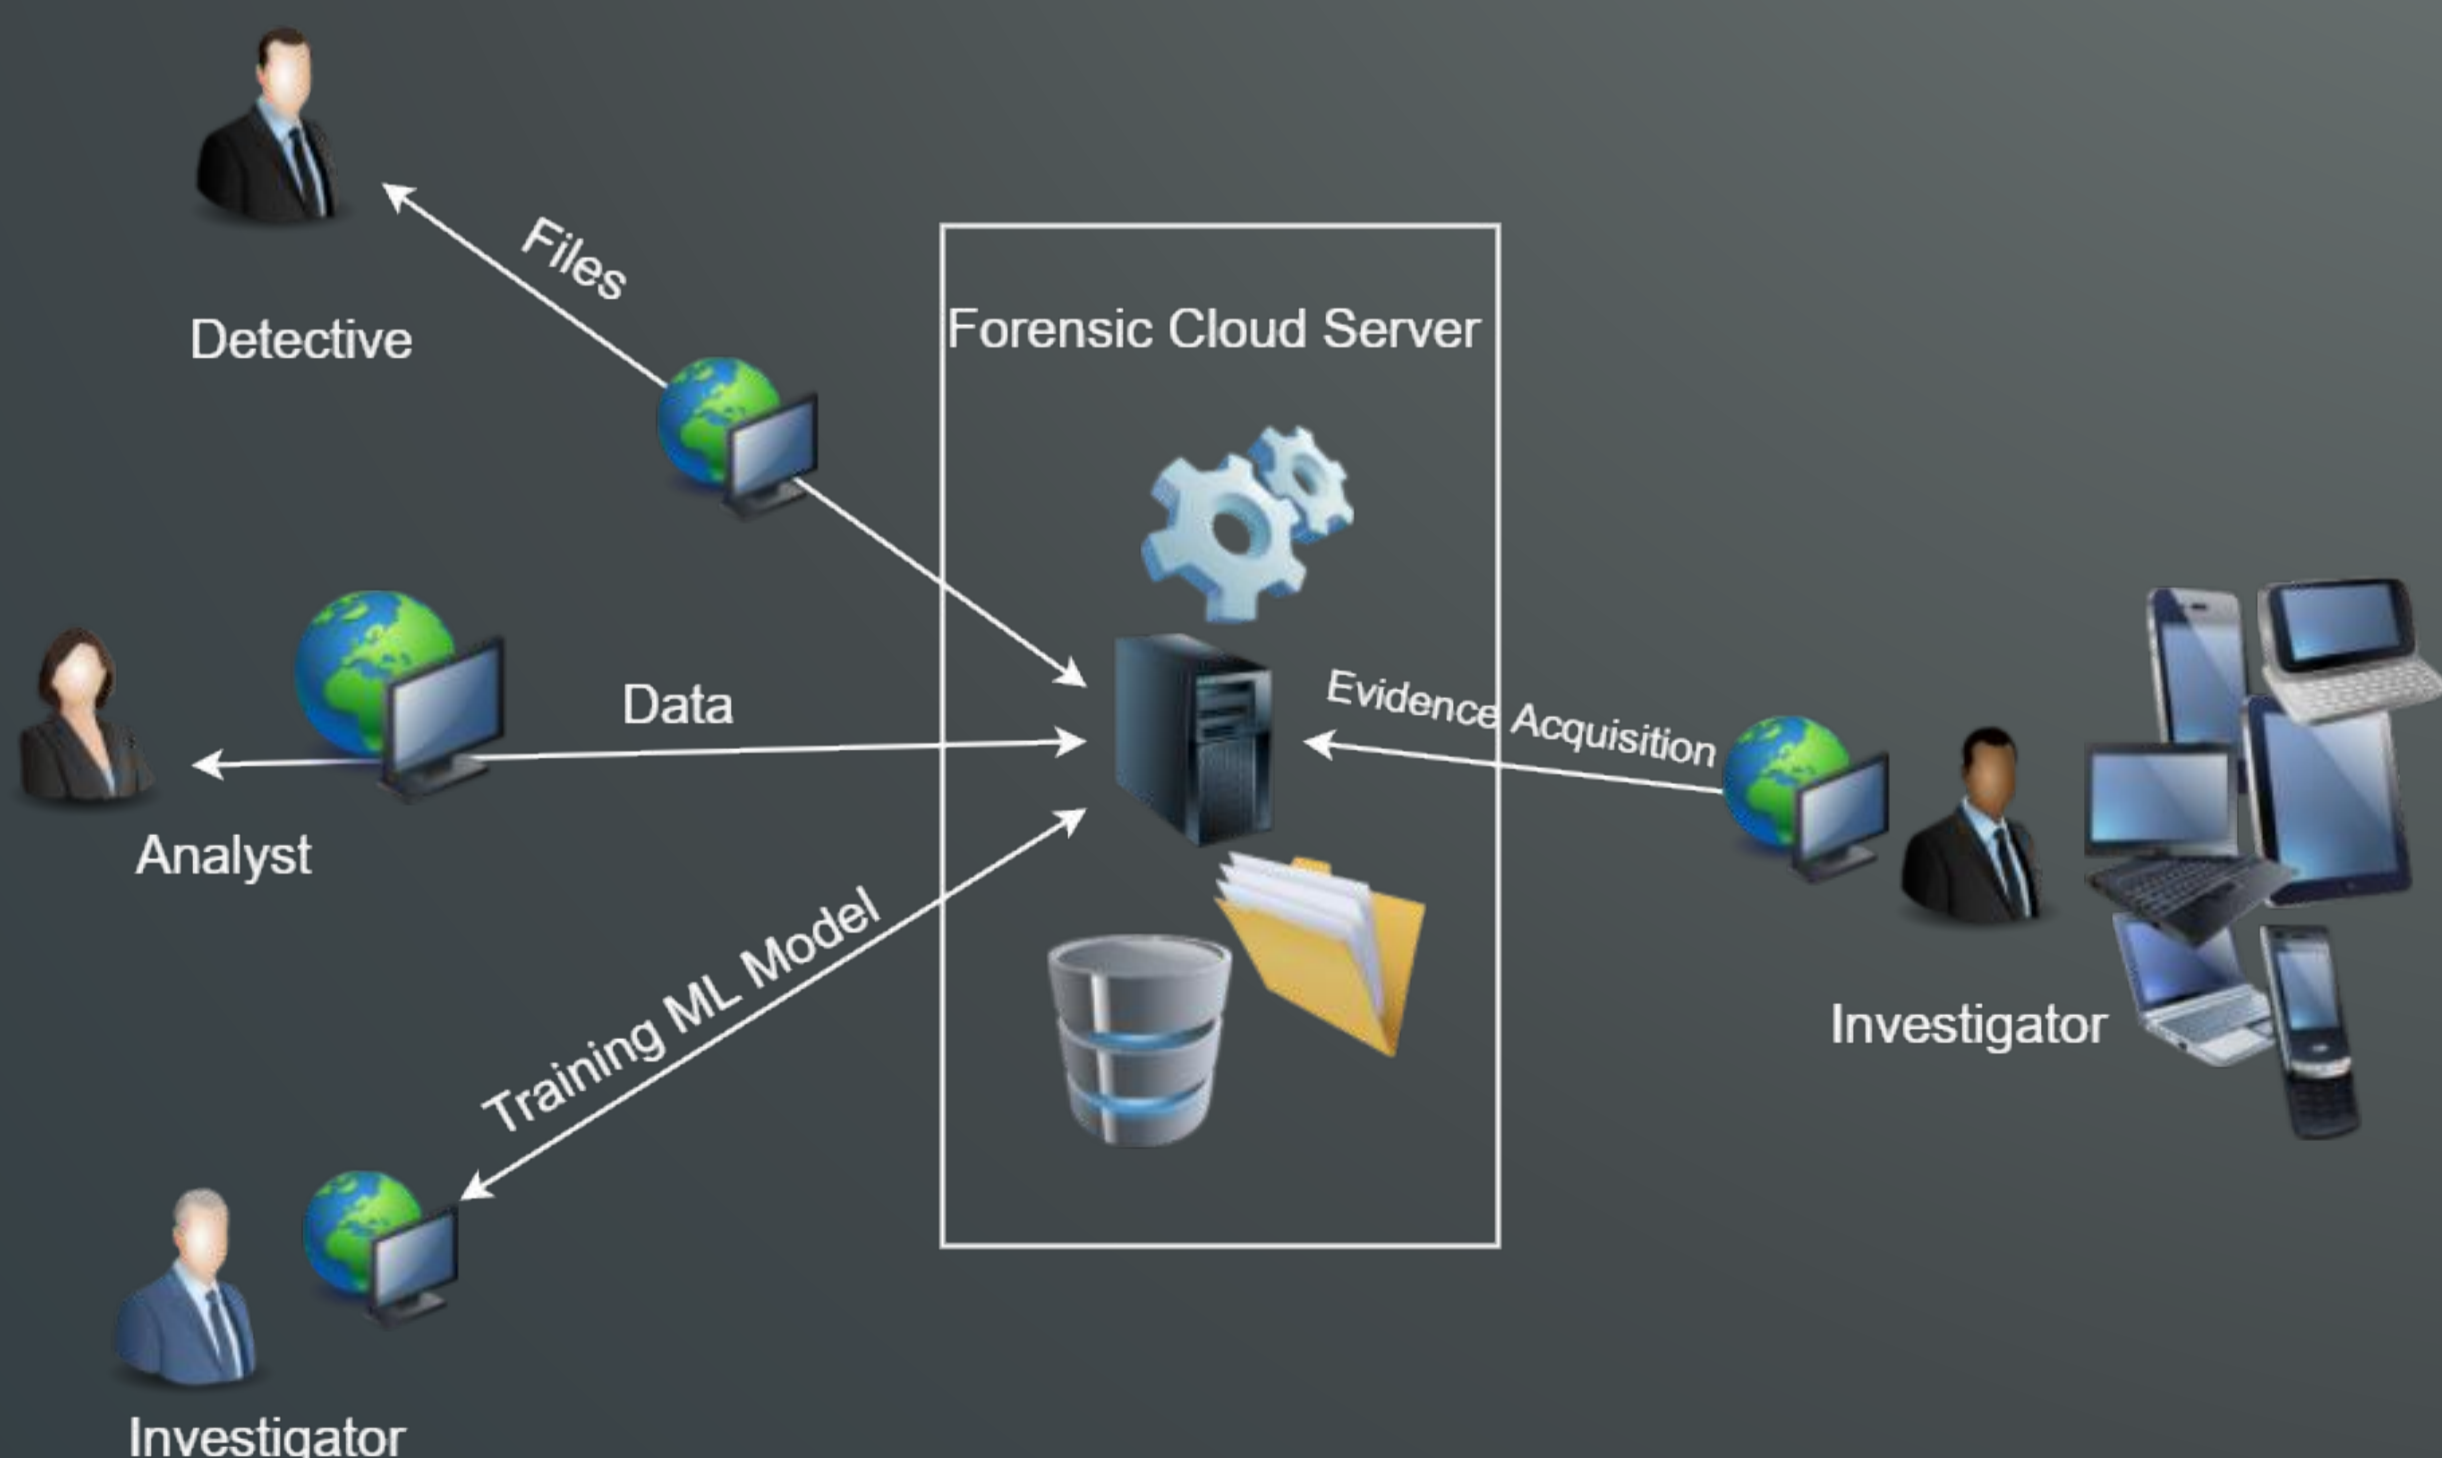 Files
Detective
Forensic Cloud Server
Data
Evidence Acquisition
Analyst
Training ML Model
Investigator
Investigator